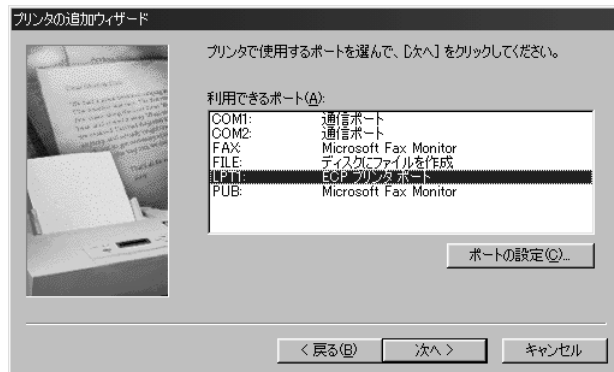 プリンタの追加ウィザード
プリンタで使用するポートを選んで、[次へ] をクリックしてください。
利用できるポート(A):
COM1: 通信ポート
COM2: 通信ポート
FAX: Microsoft Fax Monitor
FILE: ディスクにファイルを作成
LPT1: ECP プリンタ ポート
PUB: Microsoft Fax Monitor
ポートの設定(C)...
< 戻る(B) 次へ > キャンセル